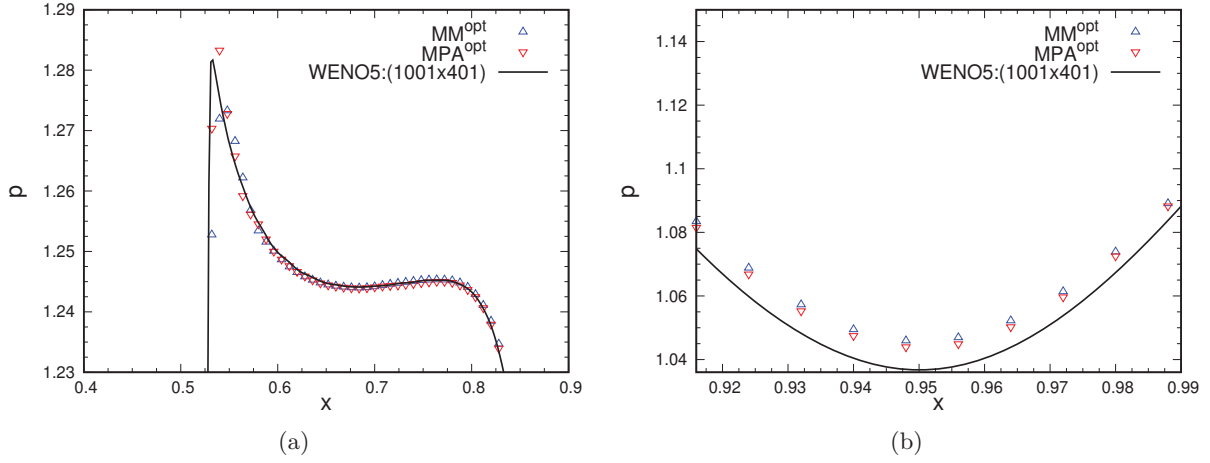 1.29
1.28
1.27
1.26
1.25
1.24
1.23
0.4 0.5 0.6 0.7 0.8 0.9
p
x
MM^opt
MPA^opt
WENO5:(1001x401)
(a)
1.14
1.12
1.1
1.08
1.06
1.04
0.92 0.93 0.94 0.95 0.96 0.97 0.98 0.99
p
x
MM^opt
MPA^opt
WENO5:(1001x401)
(b)